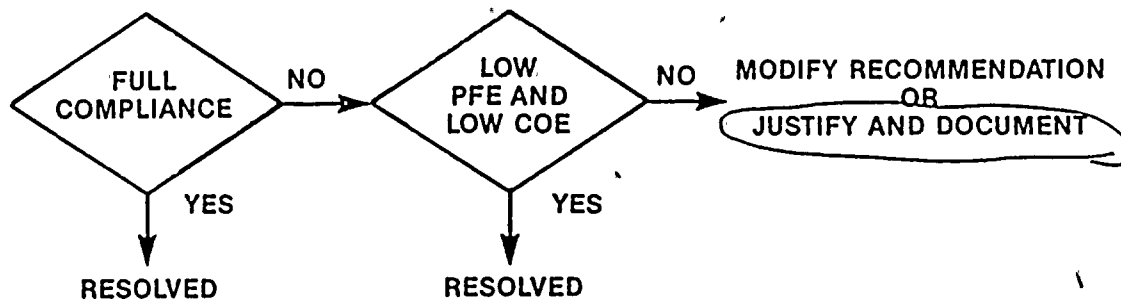 FULL
COMPLIANCE
NO
YES
RESOLVED
LOW
PFE AND
LOW COE
NO
YES
RESOLVED
MODIFY RECOMMENDATION
OR
JUSTIFY AND DOCUMENT